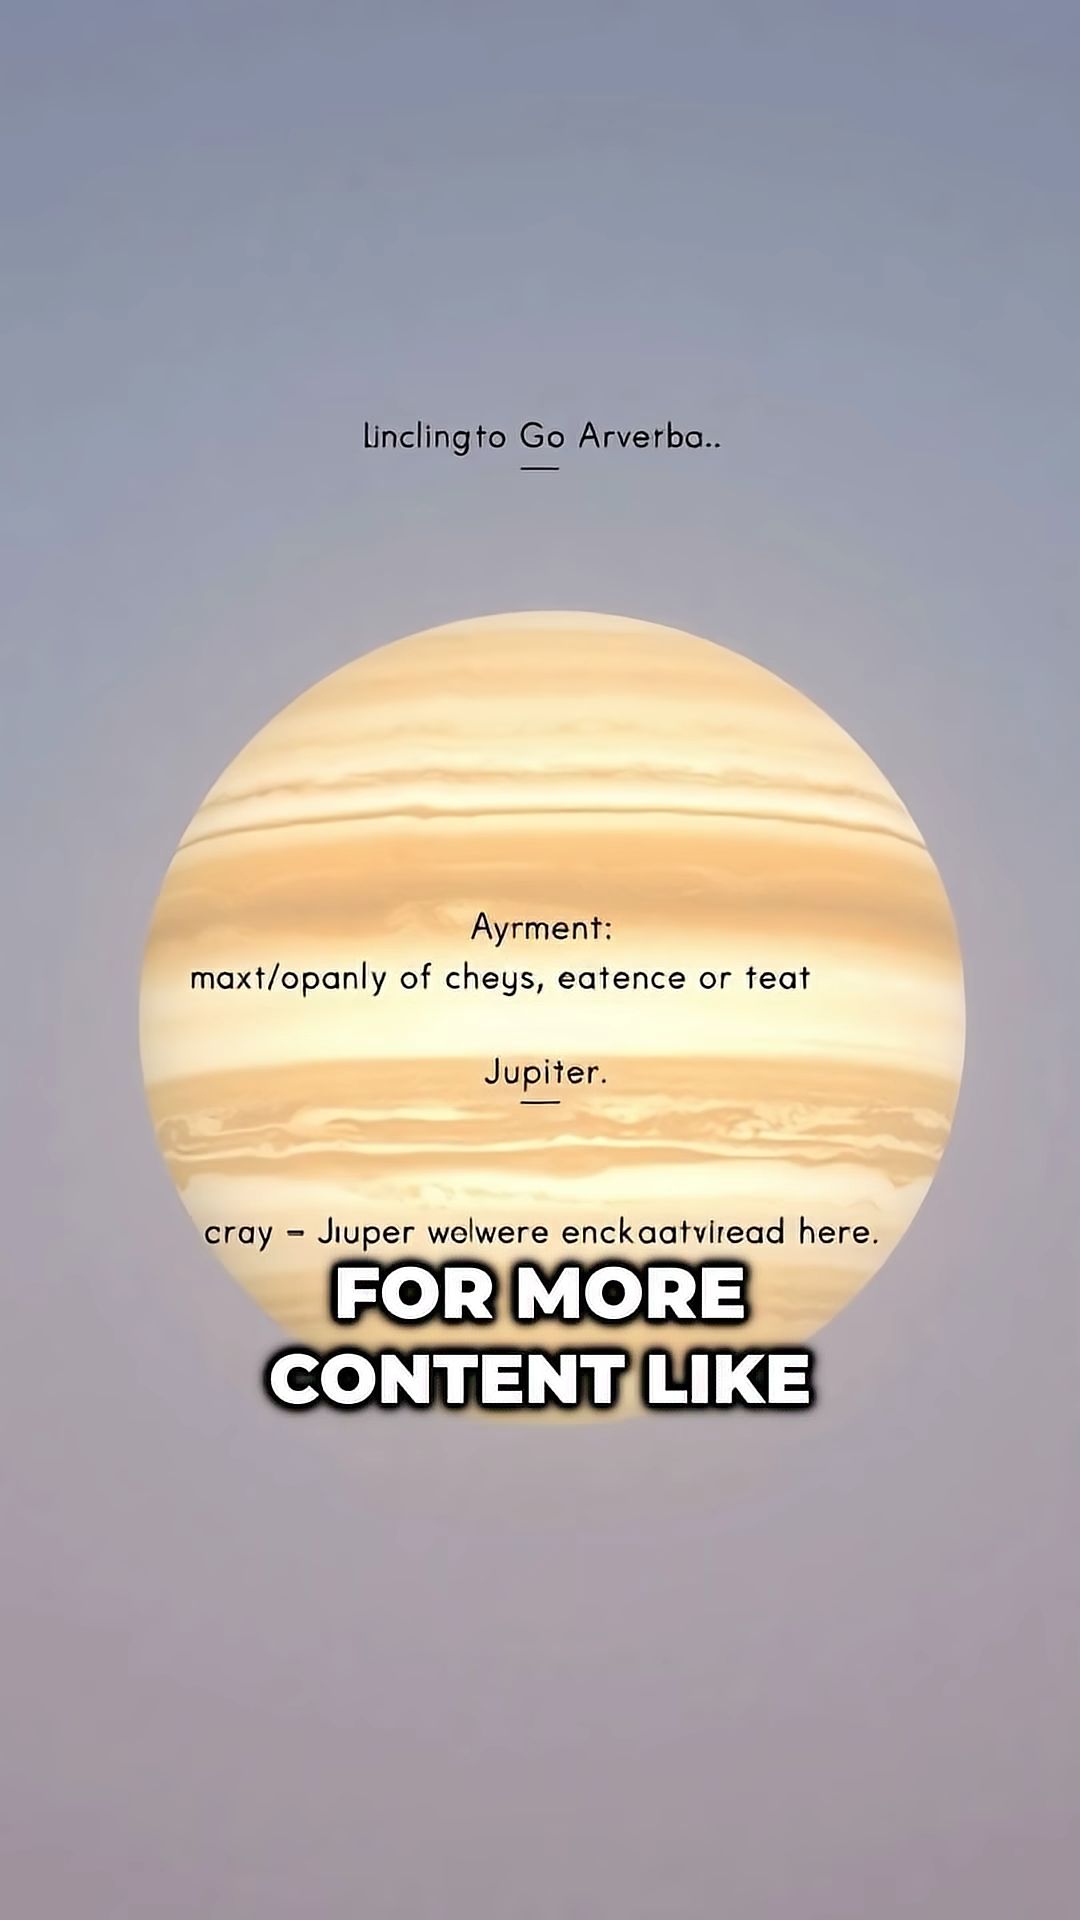 Linclingto Go Arverba..
Ayrment:
maxt/opanly of cheys, eatence or teat
Jupiter.
cray – Jiuper welwere enckaatviread here.
FOR MORE
CONTENT LIKE